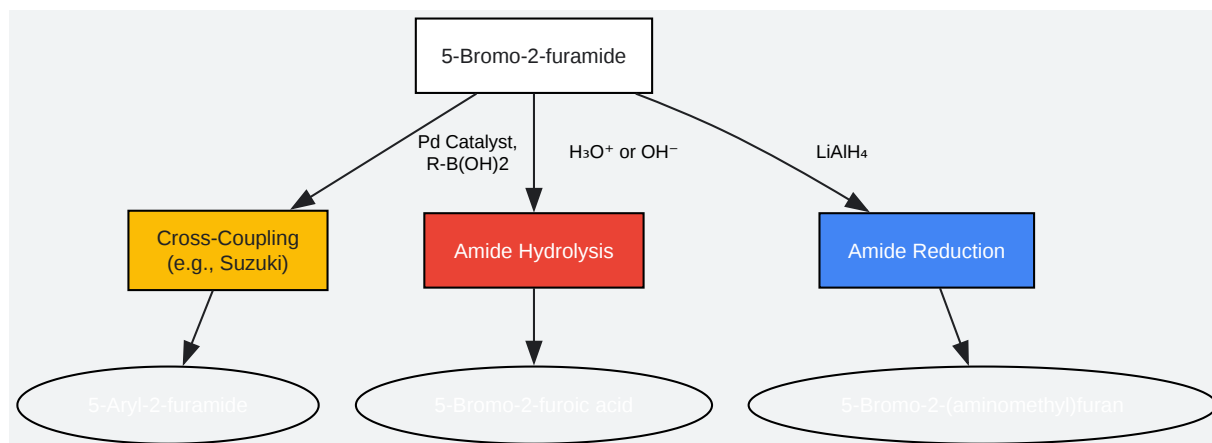 5-Bromo-2-furamide
Pd Catalyst,
R-B(OH)2
H₃O⁺ or OH⁻
LiAlH₄
Cross-Coupling
(e.g., Suzuki)
Amide Hydrolysis
Amide Reduction
5-Aryl-2-furamide
5-Bromo-2-furoic acid
5-Bromo-2-(aminomethyl)furan